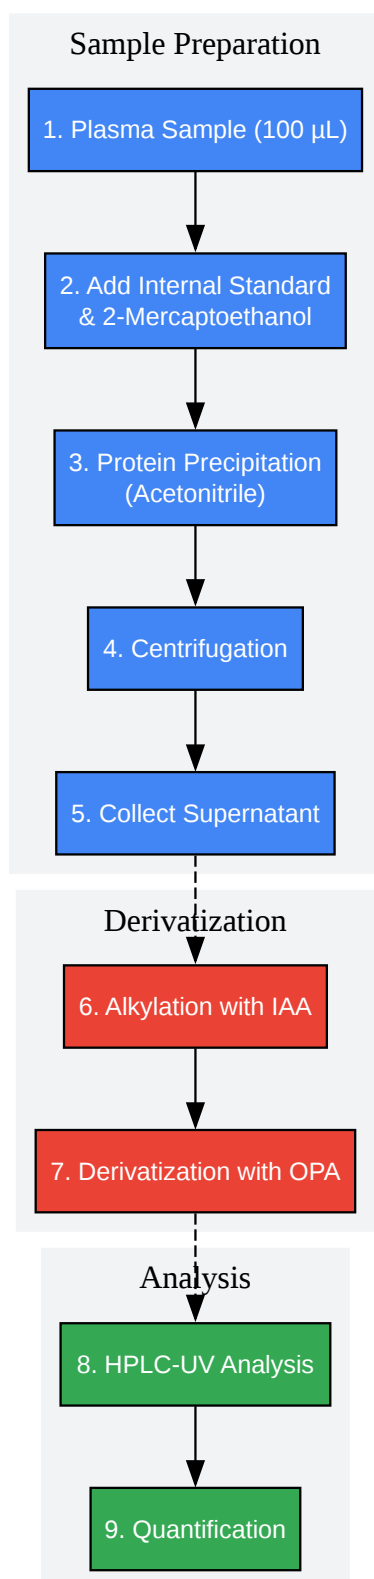 Sample Preparation
1. Plasma Sample (100 µL)
2. Add Internal Standard
& 2-Mercaptoethanol
3. Protein Precipitation
(Acetonitrile)
4. Centrifugation
5. Collect Supernatant
Derivatization
6. Alkylation with IAA
7. Derivatization with OPA
Analysis
8. HPLC-UV Analysis
9. Quantification